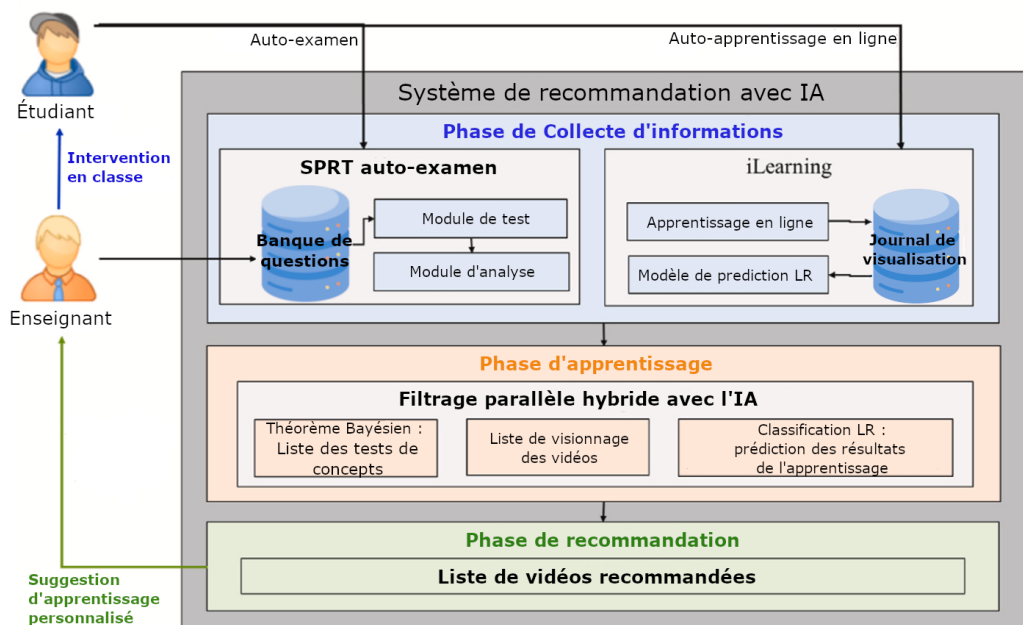 Auto-examen
Auto-apprentissage en ligne
Étudiant
Système de recommandation avec IA
Phase de Collecte d'informations
Intervention
en classe
SPRT auto-examen
iLearning
Banque de
questions
Module de test
Module d'analyse
Apprentissage en ligne
Modèle de prediction LR
Journal de
visualisation
Enseignant
Phase d'apprentissage
Filtrage parallèle hybride avec l'IA
Théorème Bayésien :
Liste des tests de
concepts
Liste de visionnage
des vidéos
Classification LR :
prédiction des résultats
de l'apprentissage
Phase de recommandation
Liste de vidéos recommandées
Suggestion
d'apprentissage
personnalisé